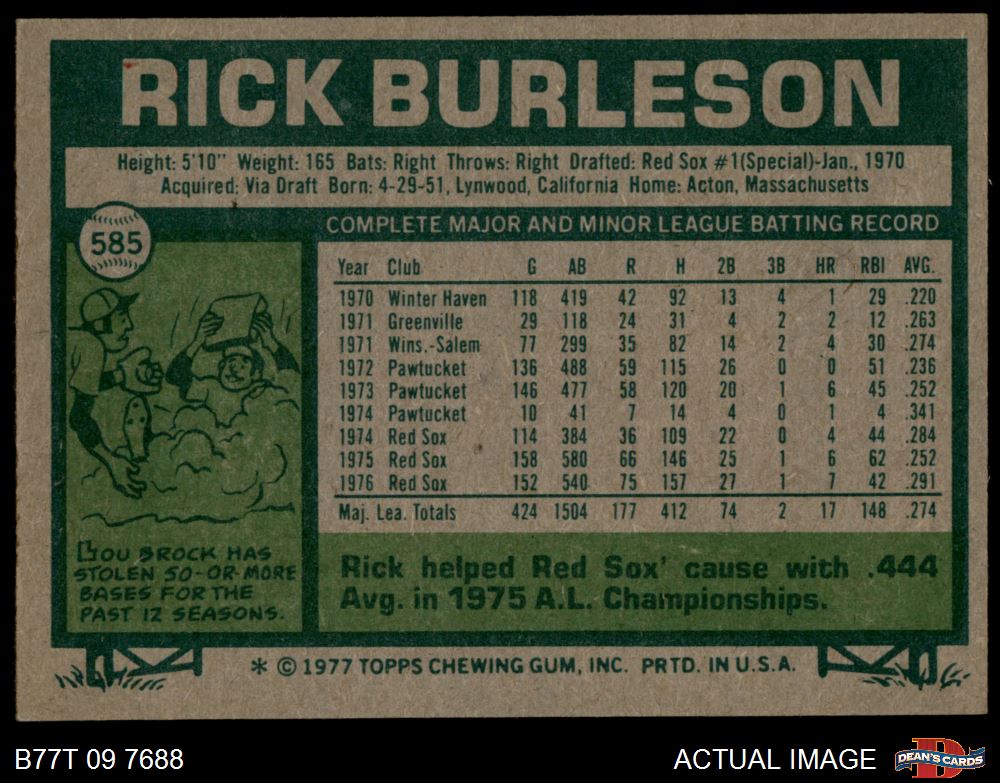 RICK BURLESON
Height: 5'10" Weight: 165 Bats: Right Throws: Right Drafted: Red Sox #1(Special)-Jan., 1970
Acquired: Via Draft Born: 4-29-51, Lynwood, California Home: Acton, Massachusetts
585
COMPLETE MAJOR AND MINOR LEAGUE BATTING RECORD
Year Club G AB R H 2B 3B HR RBI AVG.
1970 Winter Haven 118 419 42 92 13 4 1 29 .220
1971 Greenville 29 118 24 31 4 2 2 12 .263
1971 Wins.-Salem 77 299 35 82 14 2 4 30 .274
1972 Pawtucket 136 488 59 115 26 0 0 51 .236
1973 Pawtucket 146 477 58 120 20 1 6 45 .252
1974 Pawtucket 10 41 7 14 4 0 1 4 .341
1974 Red Sox 114 384 36 109 22 0 4 44 .284
1975 Red Sox 158 580 66 146 25 1 6 62 .252
1976 Red Sox 152 540 75 157 27 1 7 42 .291
Maj. Lea. Totals 424 1504 177 412 74 2 17 148 .274
LOU BROCK HAS
STOLEN 50-OR-MORE
BASES FOR THE
PAST 12 SEASONS.
Rick helped Red Sox' cause with .444
Avg. in 1975 A.L. Championships.
* © 1977 TOPPS CHEWING GUM, INC. PRTD. IN U.S.A.
B77T 09 7688
ACTUAL IMAGE
D
DEAN'S CARDS